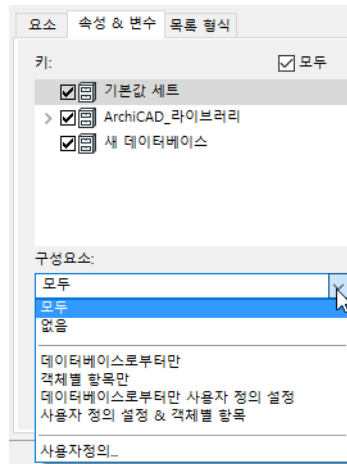 요소 속성 & 변수 목록 형식
키: 모두
기본값 세트
ArchiCAD_라이브러리
새 데이터베이스
구성요소:
모두
모두
없음
데이터베이스로부터만
객체별 항목만
데이터베이스로부터만 사용자 정의 설정
사용자 정의 설정 & 객체별 항목
사용자정의...